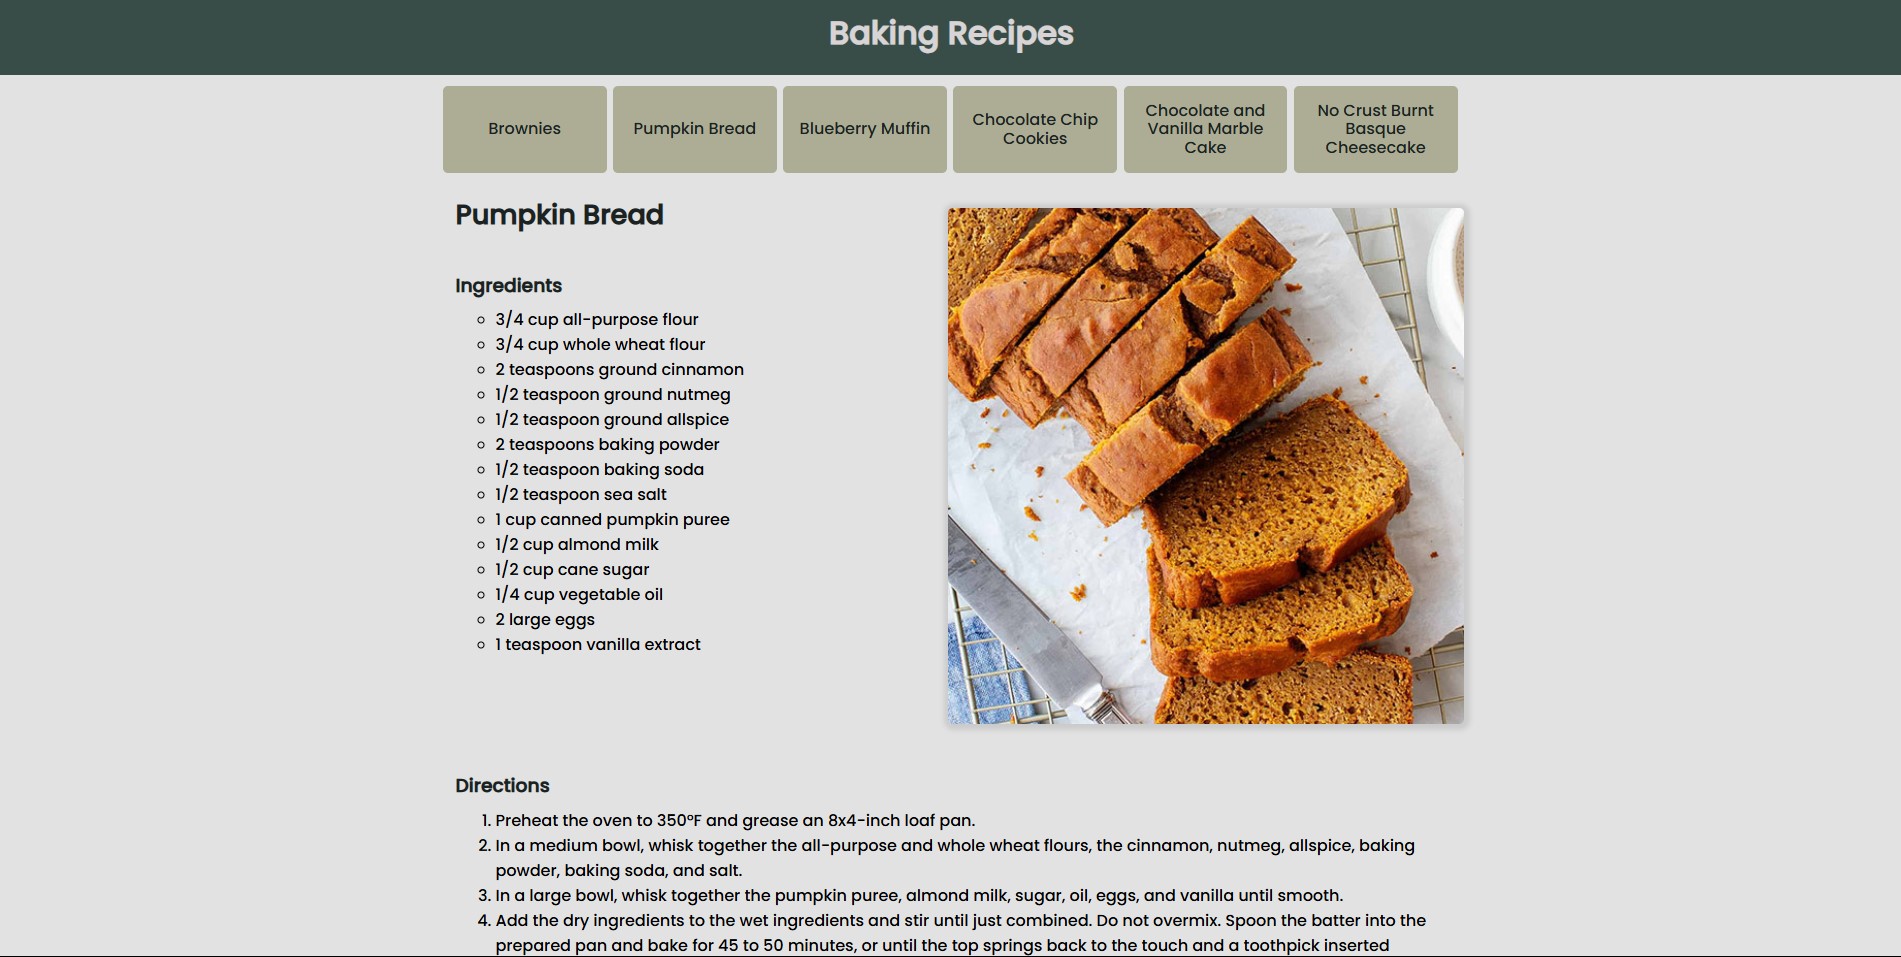 Baking Recipes
Brownies
Pumpkin Bread
Blueberry Muffin
Chocolate Chip
Cookies
Chocolate and
Vanilla Marble
Cake
No Crust Burnt
Basque
Cheesecake
Pumpkin Bread
Ingredients
3/4 cup all-purpose flour
3/4 cup whole wheat flour
2 teaspoons ground cinnamon
1/2 teaspoon ground nutmeg
1/2 teaspoon ground allspice
2 teaspoons baking powder
1/2 teaspoon baking soda
1/2 teaspoon sea salt
1 cup canned pumpkin puree
1/2 cup almond milk
1/2 cup cane sugar
1/4 cup vegetable oil
2 large eggs
1 teaspoon vanilla extract
Directions
1. Preheat the oven to 350°F and grease an 8x4-inch loaf pan.
2. In a medium bowl, whisk together the all-purpose and whole wheat flours, the cinnamon, nutmeg, allspice, baking
powder, baking soda, and salt.
3. In a large bowl, whisk together the pumpkin puree, almond milk, sugar, oil, eggs, and vanilla until smooth.
4. Add the dry ingredients to the wet ingredients and stir until just combined. Do not overmix. Spoon the batter into the
prepared pan and bake for 45 to 50 minutes, or until the top springs back to the touch and a toothpick inserted